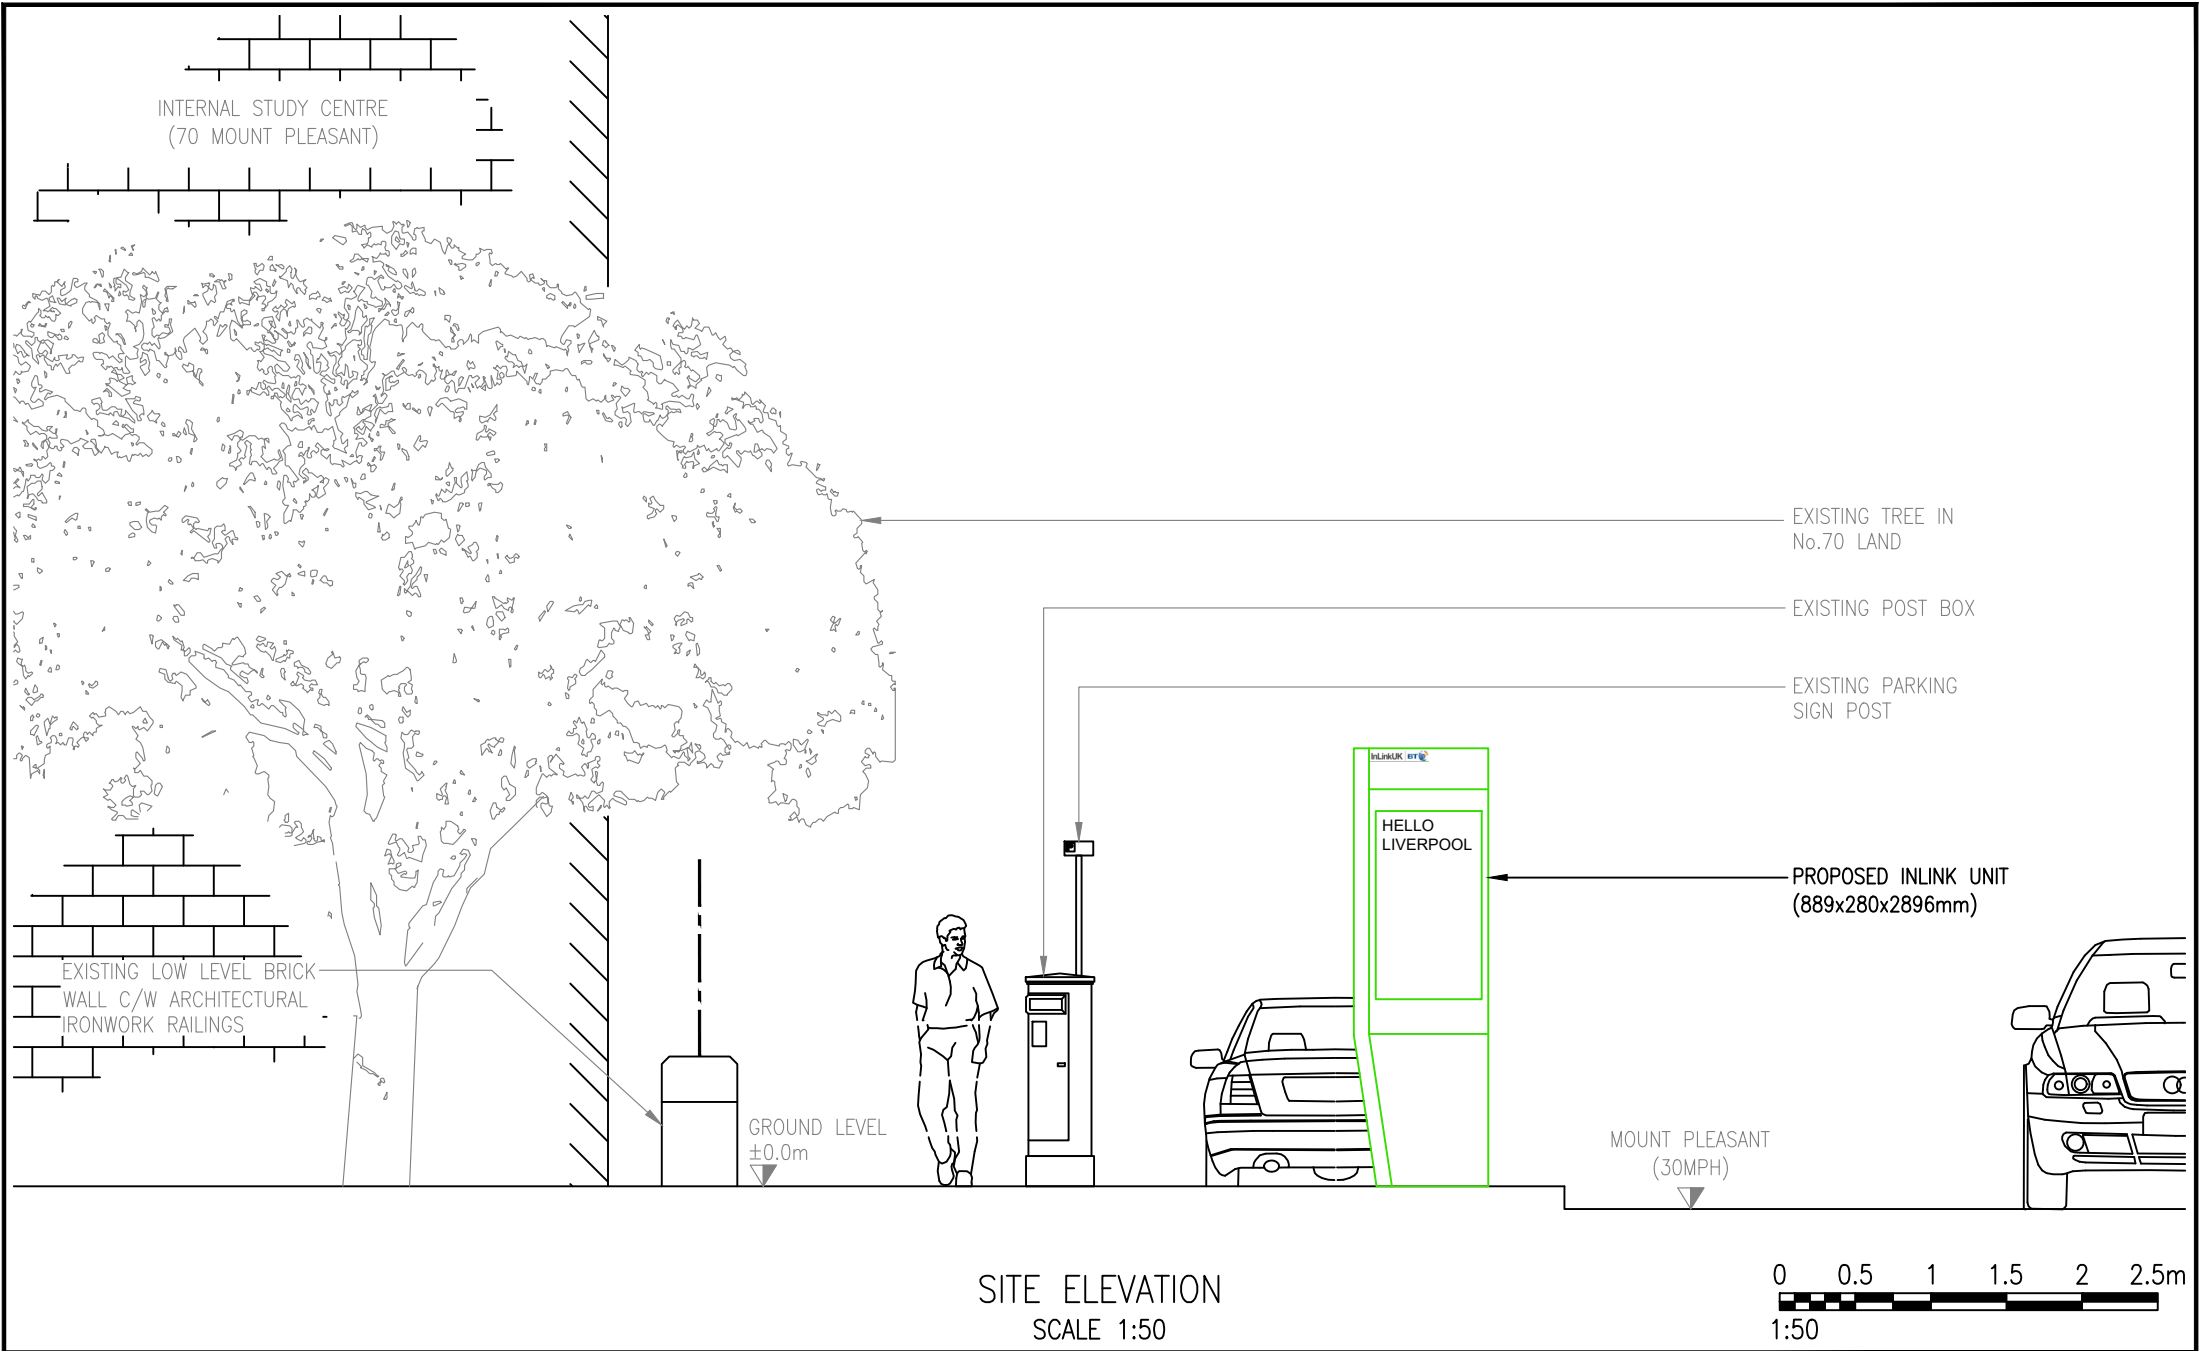 INTERNAL STUDY CENTRE
(70 MOUNT PLEASANT)
EXISTING TREE IN
No.70 LAND
EXISTING POST BOX
EXISTING PARKING
SIGN POST
InLinkUK BT
HELLO
LIVERPOOL
PROPOSED INLINK UNIT
(889x280x2896mm)
EXISTING LOW LEVEL BRICK
WALL C/W ARCHITECTURAL
IRONWORK RAILINGS
GROUND LEVEL
±0.0m
MOUNT PLEASANT
(30MPH)
SITE ELEVATION
SCALE 1:50
0 0.5 1 1.5 2 2.5m
1:50